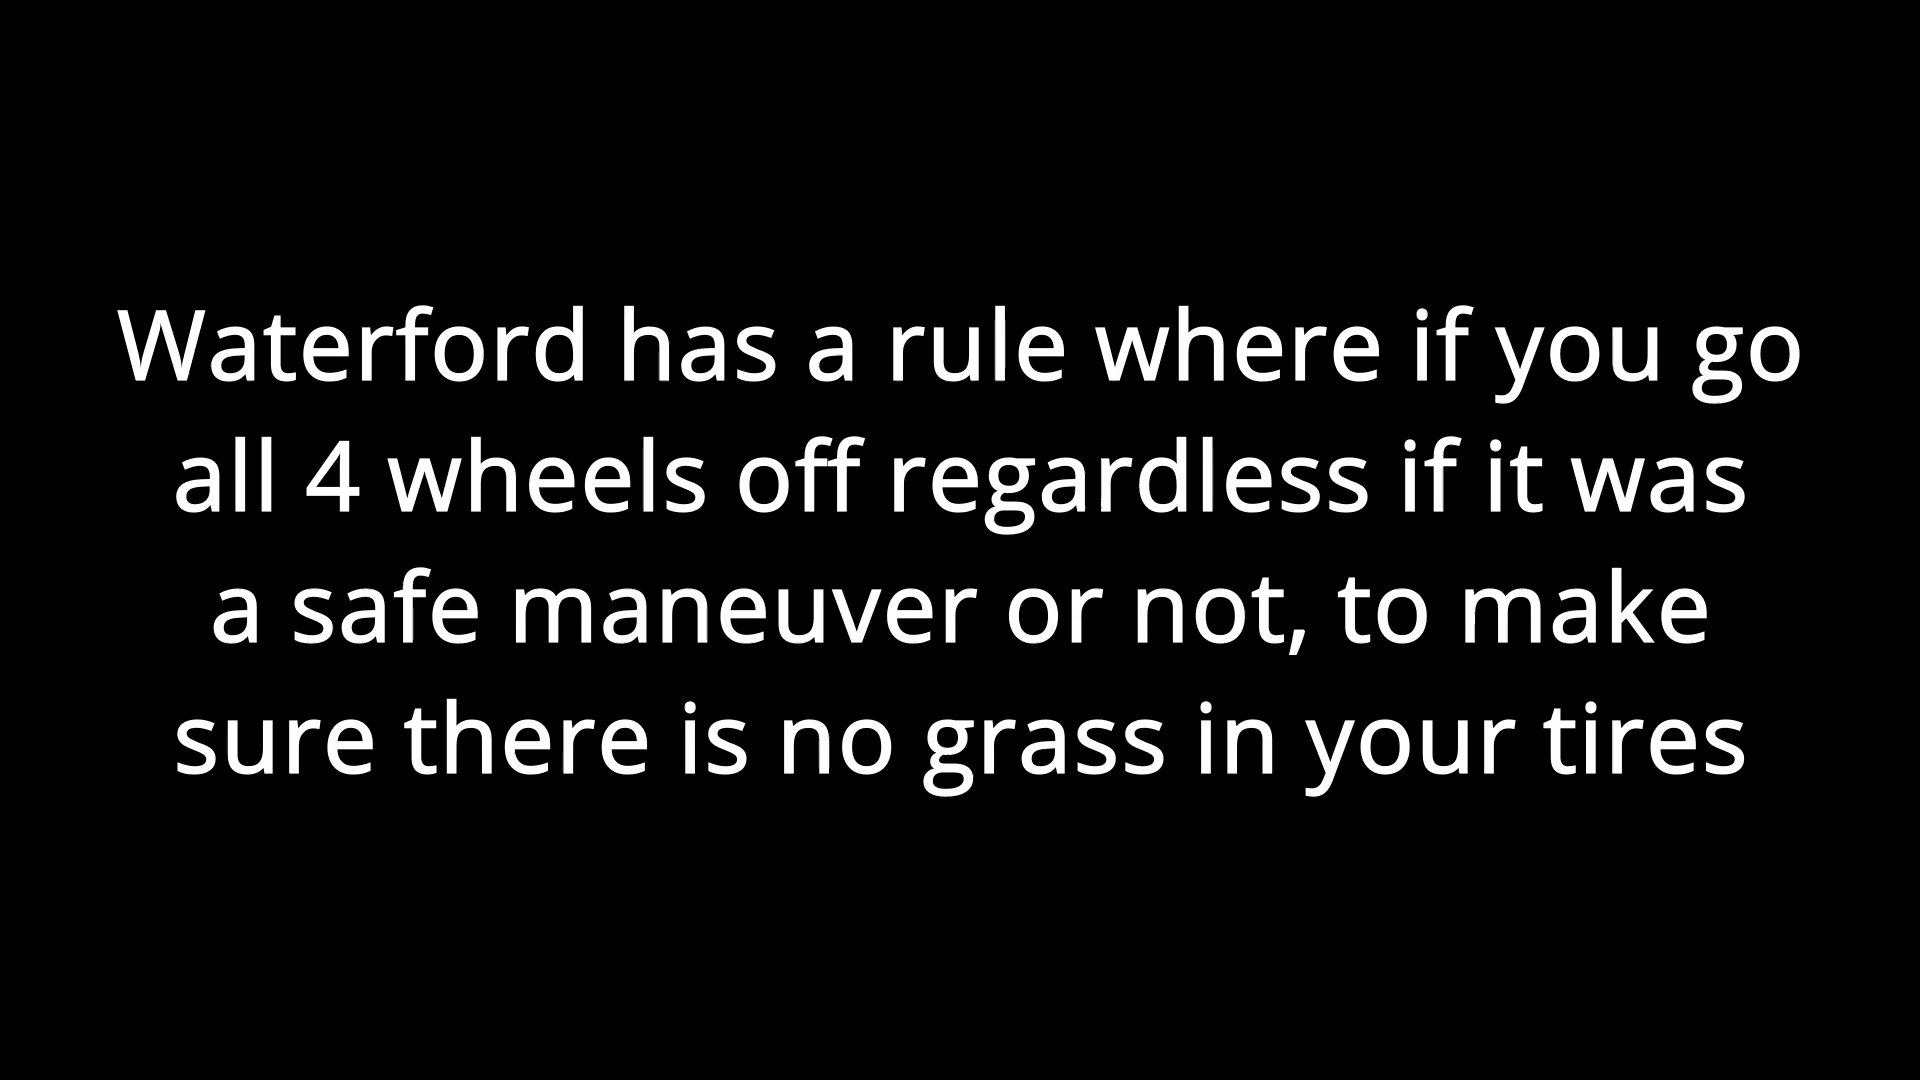 Waterford has a rule where if you go
all 4 wheels off regardless if it was
a safe maneuver or not, to make
sure there is no grass in your tires